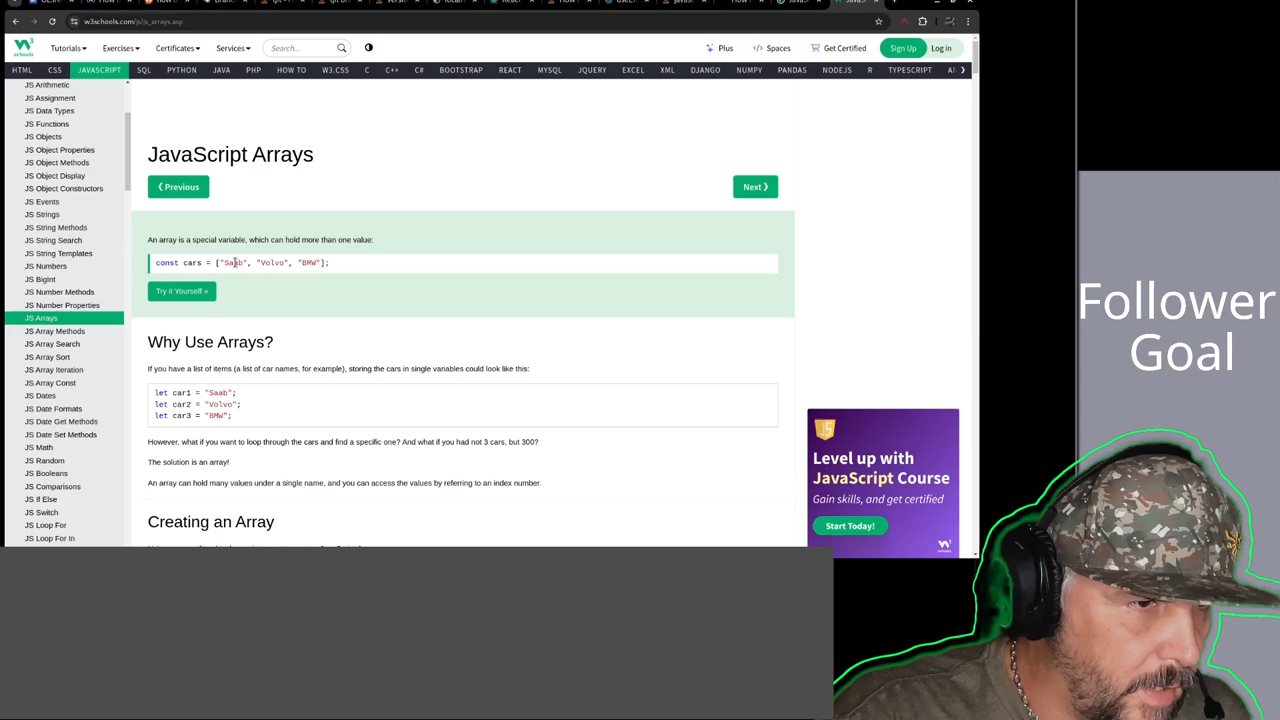 w3schools.com/js/js_arrays.asp
W3 schools
Tutorials
Exercises
Certificates
Services
Search...
Plus
Spaces
Get Certified
Sign Up
Log in
HTML CSS JAVASCRIPT SQL PYTHON JAVA PHP HOW TO W3.CSS C C++ C# BOOTSTRAP REACT MYSQL JQUERY EXCEL XML DJANGO NUMPY PANDAS NODEJS R TYPESCRIPT
JS Arithmetic
JS Assignment
JS Data Types
JS Functions
JS Objects
JS Object Properties
JS Object Methods
JS Object Display
JS Object Constructors
JS Events
JS Strings
JS String Methods
JS String Search
JS String Templates
JS Numbers
JS BigInt
JS Number Methods
JS Number Properties
JS Arrays
JS Array Methods
JS Array Search
JS Array Sort
JS Array Iteration
JS Array Const
JS Dates
JS Date Formats
JS Date Get Methods
JS Date Set Methods
JS Math
JS Random
JS Booleans
JS Comparisons
JS If Else
JS Switch
JS Loop For
JS Loop For In
JavaScript Arrays
❮ Previous
Next ❯
An array is a special variable, which can hold more than one value:
const cars = ["Saab", "Volvo", "BMW"];
Try it Yourself »
Why Use Arrays?
If you have a list of items (a list of car names, for example), storing the cars in single variables could look like this:
let car1 = "Saab";
let car2 = "Volvo";
let car3 = "BMW";
However, what if you want to loop through the cars and find a specific one? And what if you had not 3 cars, but 300?
The solution is an array!
An array can hold many values under a single name, and you can access the values by referring to an index number.
Creating an Array
JS
Level up with
JavaScript Course
Gain skills, and get certified
Start Today!
W3 schools
Follower
Goal